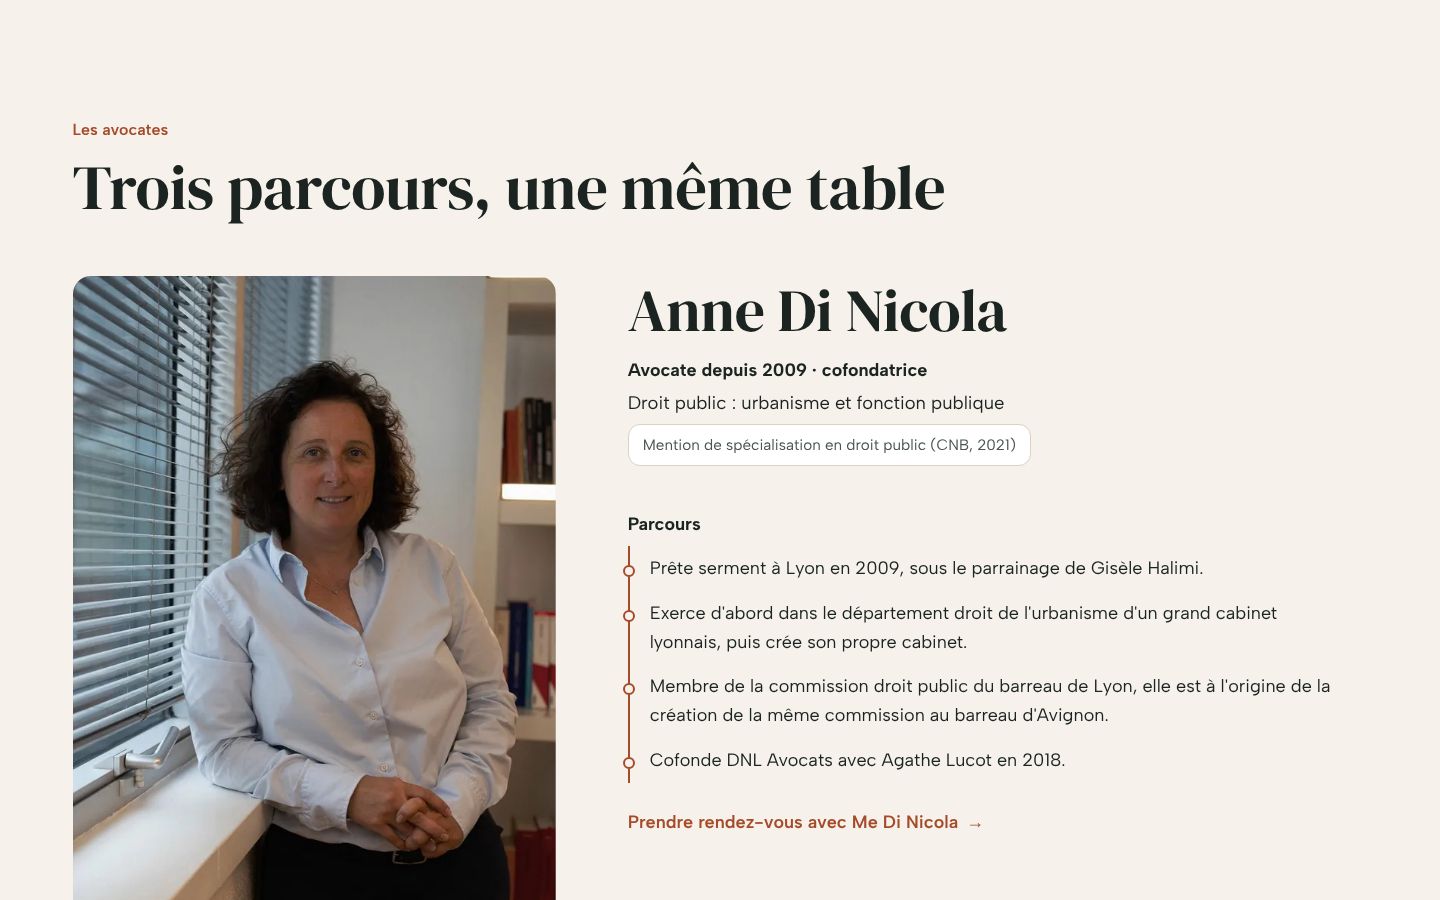 Les avocates
Trois parcours, une même table
Anne Di Nicola
Avocate depuis 2009 · cofondatrice
Droit public : urbanisme et fonction publique
Mention de spécialisation en droit public (CNB, 2021)
Parcours
Prête serment à Lyon en 2009, sous le parrainage de Gisèle Halimi.
Exerce d'abord dans le département droit de l'urbanisme d'un grand cabinet
lyonnais, puis crée son propre cabinet.
Membre de la commission droit public du barreau de Lyon, elle est à l'origine de la
création de la même commission au barreau d'Avignon.
Cofonde DNL Avocats avec Agathe Lucot en 2018.
Prendre rendez-vous avec Me Di Nicola →